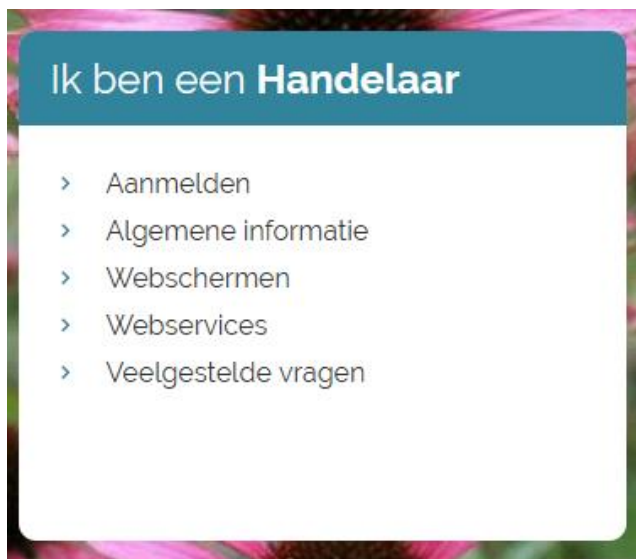 Ik ben een Handelaar
Aanmelden
Algemene informatie
Webschermen
Webservices
Veelgestelde vragen